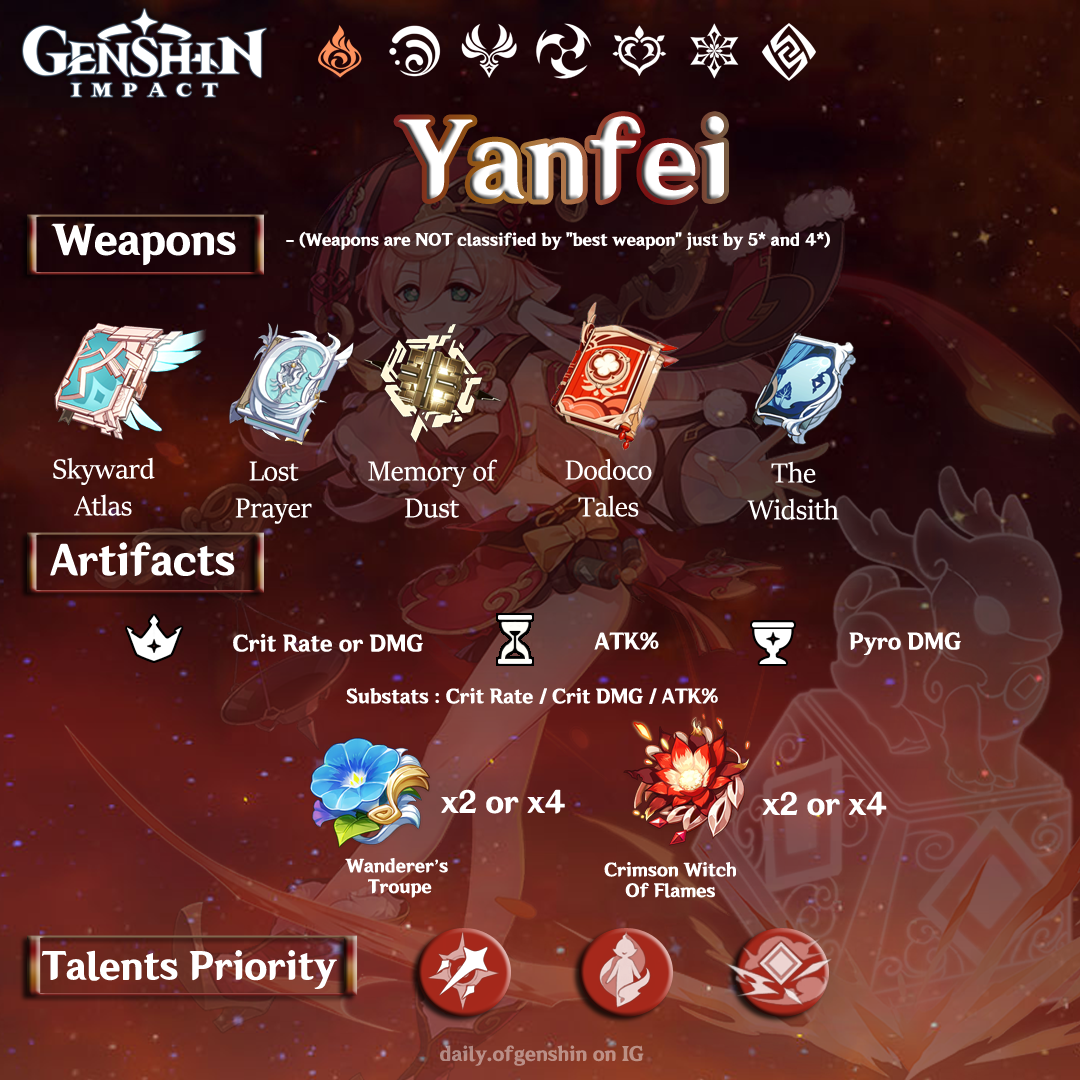 GENSHIN
IMPACT
Yanfei
Weapons
- (Weapons are NOT classified by "best weapon" just by 5* and 4*)
Skyward
Atlas
Lost
Prayer
Memory of
Dust
Dodoco
Tales
The
Widsith
Artifacts
Crit Rate or DMG
ATK%
Pyro DMG
Substats : Crit Rate / Crit DMG / ATK%
x2 or x4
x2 or x4
Wanderer's
Troupe
Crimson Witch
Of Flames
Talents Priority
daily.ofgenshin on IG